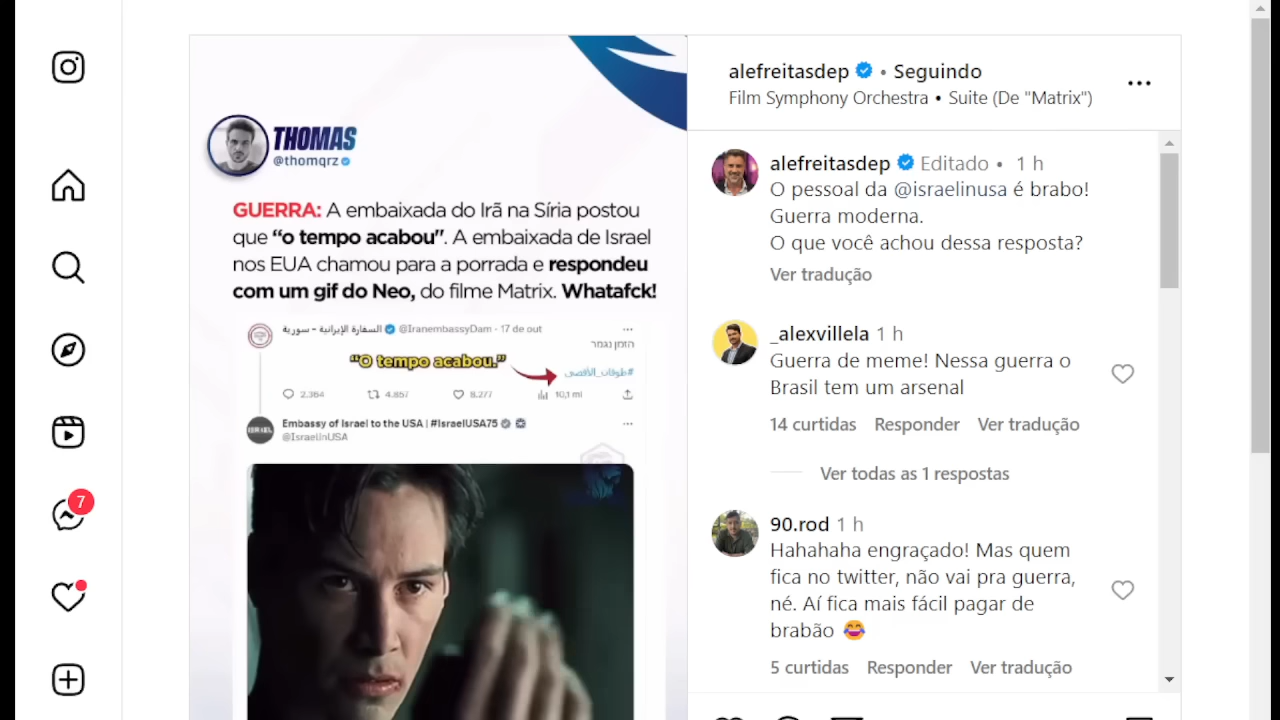 alefreitasdep • Seguindo
Film Symphony Orchestra • Suite (De "Matrix")
THOMAS
@thomqrz
GUERRA: A embaixada do Irã na Síria postou
que “o tempo acabou”. A embaixada de Israel
nos EUA chamou para a porrada e respondeu
com um gif do Neo, do filme Matrix. Whatafck!
السفارة الإيرانية - سورية @IranembassyDam · 17 de out
הזמן נגמר
“O tempo acabou.”
#طوفان_الأقصى
2.364 4.857 8.277 10,1 mi
Embassy of Israel to the USA | #IsraelUSA75
@IsraelinUSA
ISRAEL
7
alefreitasdep Editado • 1 h
O pessoal da @israelinusa é brabo!
Guerra moderna.
O que você achou dessa resposta?
Ver tradução
_alexvillela 1 h
Guerra de meme! Nessa guerra o
Brasil tem um arsenal
14 curtidas Responder Ver tradução
Ver todas as 1 respostas
90.rod 1 h
Hahahaha engraçado! Mas quem
fica no twitter, não vai pra guerra,
né. Aí fica mais fácil pagar de
brabão 😂
5 curtidas Responder Ver tradução